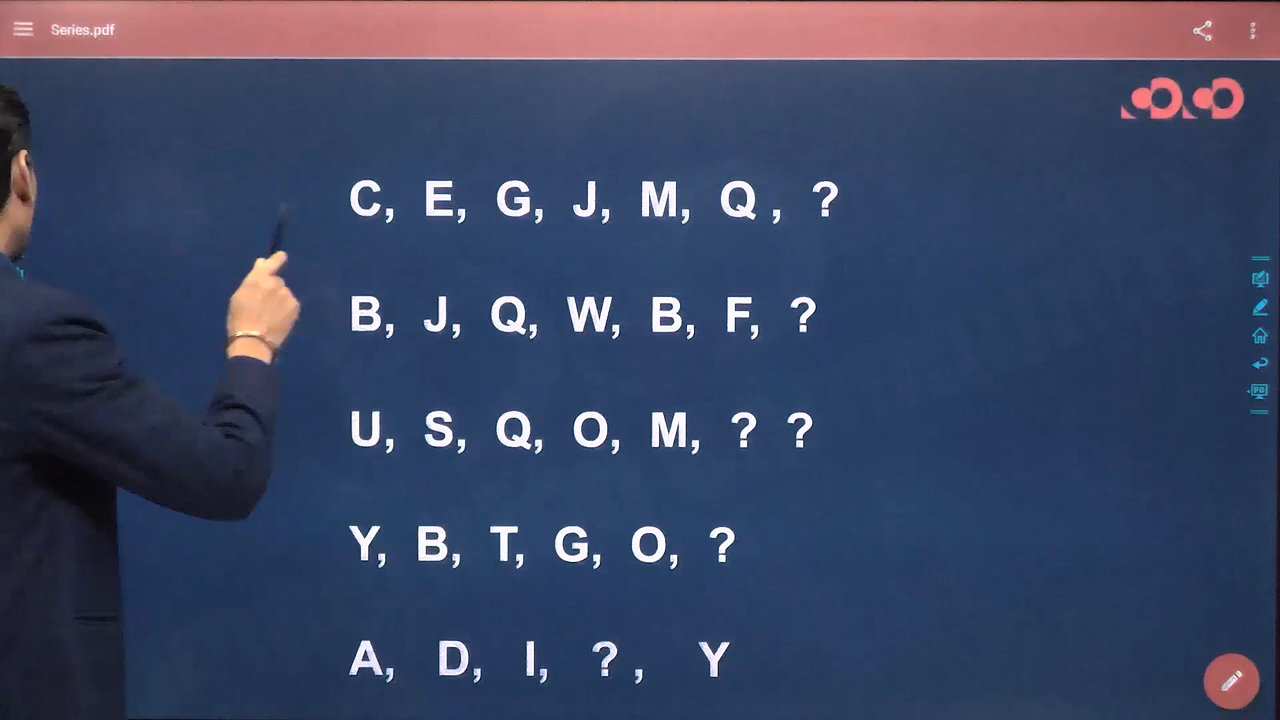 Series.pdf
C, E, G, J, M, Q , ?
B, J, Q, W, B, F, ?
U, S, Q, O, M, ? ?
Y, B, T, G, O, ?
A, D, I, ? , Y